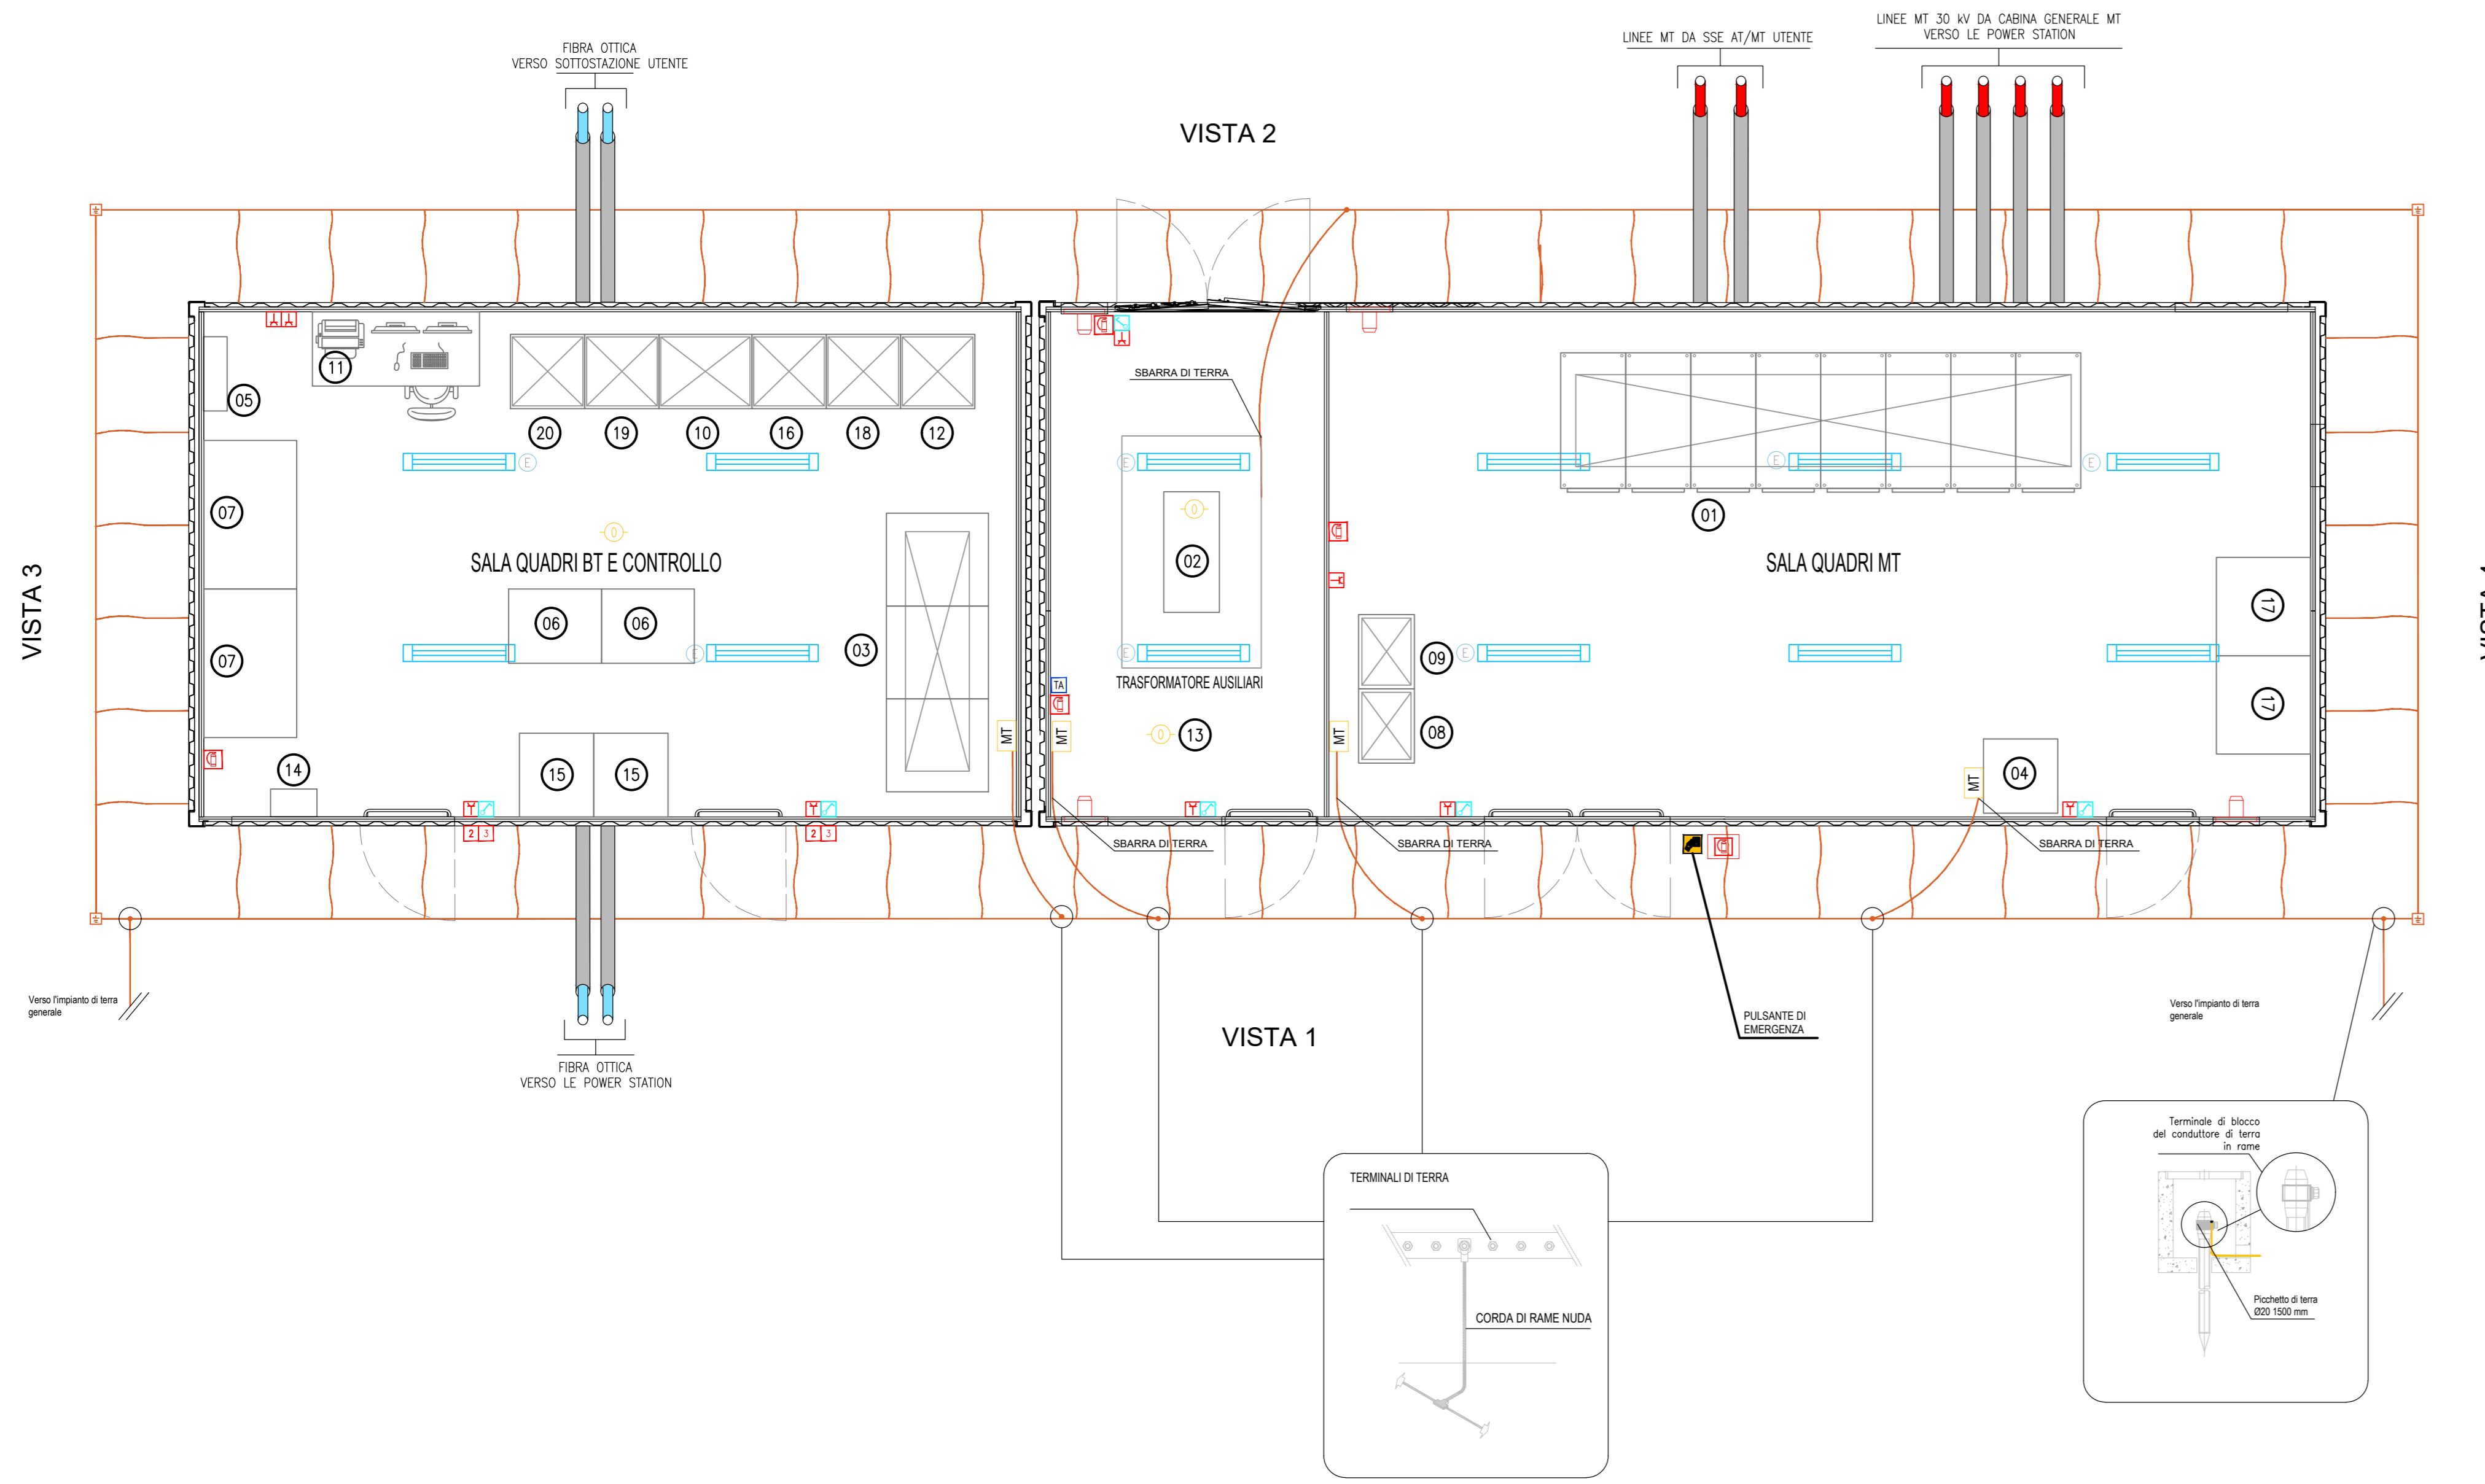 LINEE MT 30 kV DA CABINA GENERALE MT
VERSO LE POWER STATION
LINEE MT DA SSE AT/MT UTENTE
FIBRA OTTICA
VERSO SOTTOSTAZIONE UTENTE
VISTA 2
11
05
20
19
10
16
18
12
SBARRA DI TERRA
E
E
E
E
07
01
0
0
02
SALA QUADRI BT E CONTROLLO
SALA QUADRI MT
VISTA 3
06
06
03
09
17
E
E
E
07
TRASFORMATORE AUSILIARI
TA
17
08
13
0
MT
MT
MT
MT
14
15
15
04
2 3
2 3
SBARRA DI TERRA
SBARRA DI TERRA
SBARRA DI TERRA
Verso l'impianto di terra
generale
Verso l'impianto di terra
generale
PULSANTE DI
EMERGENZA
VISTA 1
FIBRA OTTICA
VERSO LE POWER STATION
Terminale di blocco
del conduttore di terra
in rame
TERMINALI DI TERRA
Picchetto di terra
Ø20 1500 mm
CORDA DI RAME NUDA